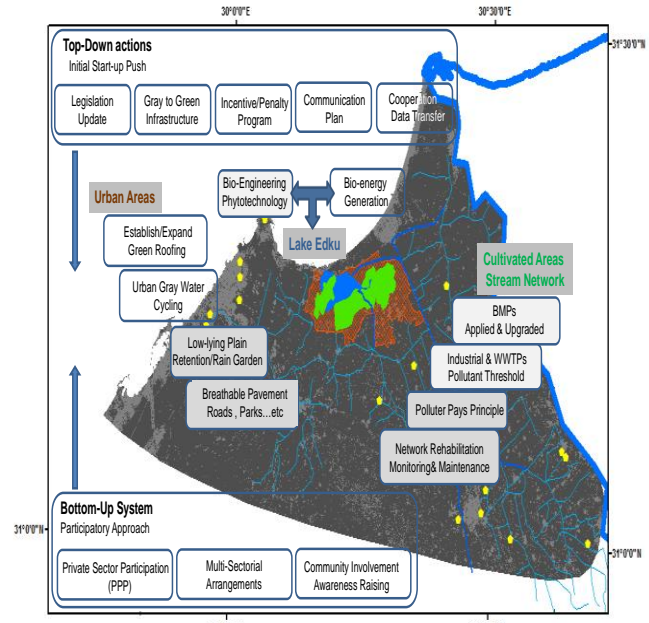 30°0'0"E
30°30'0"E
31°30'0"N
Top-Down actions
Initial Start-up Push
Legislation
Update
Gray to Green
Infrastructure
Incentive/Penalty
Program
Communication
Plan
Cooperation
Data Transfer
Urban Areas
Bio-Engineering
Phytotechnology
Bio-energy
Generation
Lake Edku
Establish/Expand
Green Roofing
Urban Gray Water
Cycling
Low-lying Plain
Retention/Rain Garden
Breathable Pavement
Roads , Parks...etc
Cultivated Areas
Stream Network
BMPs
Applied & Upgraded
Industrial & WWTPs
Pollutant Threshold
Polluter Pays Principle
Network Rehabilitation
Monitoring& Maintenance
Bottom-Up System
Participatory Approach
Private Sector Participation
(PPP)
Multi-Sectorial
Arrangements
Community Involvement
Awareness Raising
31°0'0"N
31°0'0"N